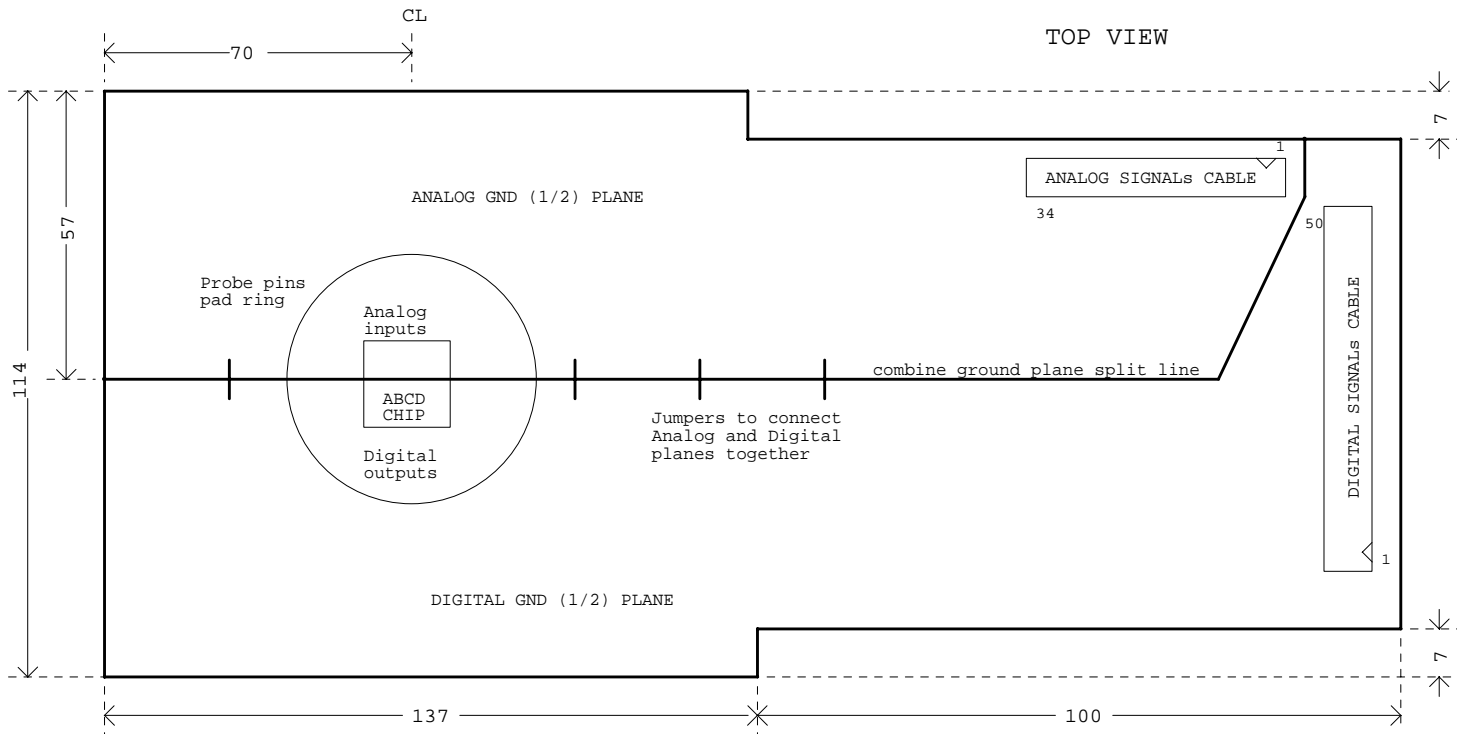 CL
TOP VIEW
70
7
1
ANALOG SIGNALs CABLE
ANALOG GND (1/2) PLANE
34
50
57
Probe pins
pad ring
Analog
inputs
114
combine ground plane split line
ABCD
CHIP
Jumpers to connect
Analog and Digital
planes together
DIGITAL SIGNALs CABLE
Digital
outputs
1
DIGITAL GND (1/2) PLANE
7
137
100